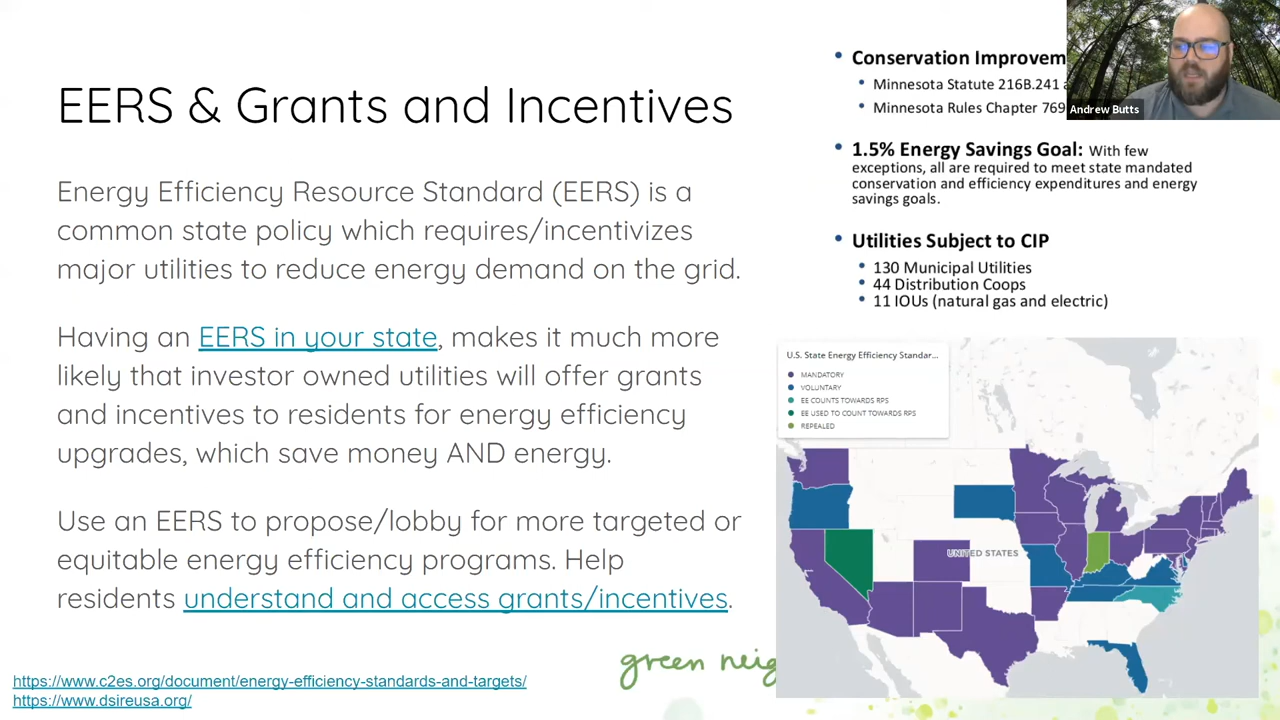 EERS & Grants and Incentives
Energy Efficiency Resource Standard (EERS) is a
common state policy which requires/incentivizes
major utilities to reduce energy demand on the grid.
Having an EERS in your state, makes it much more
likely that investor owned utilities will offer grants
and incentives to residents for energy efficiency
upgrades, which save money AND energy.
Use an EERS to propose/lobby for more targeted or
equitable energy efficiency programs. Help
residents understand and access grants/incentives.
https://www.c2es.org/document/energy-efficiency-standards-and-targets/
https://www.dsireusa.org/
green neig
• Conservation Improvem
• Minnesota Statute 216B.241 a
• Minnesota Rules Chapter 769
Andrew Butts
• 1.5% Energy Savings Goal: With few
exceptions, all are required to meet state mandated
conservation and efficiency expenditures and energy
savings goals.
• Utilities Subject to CIP
• 130 Municipal Utilities
• 44 Distribution Coops
• 11 IOUs (natural gas and electric)
U.S. State Energy Efficiency Standar...
MANDATORY
VOLUNTARY
EE COUNTS TOWARDS RPS
EE USED TO COUNT TOWARDS RPS
REPEALED
UNITED STATES